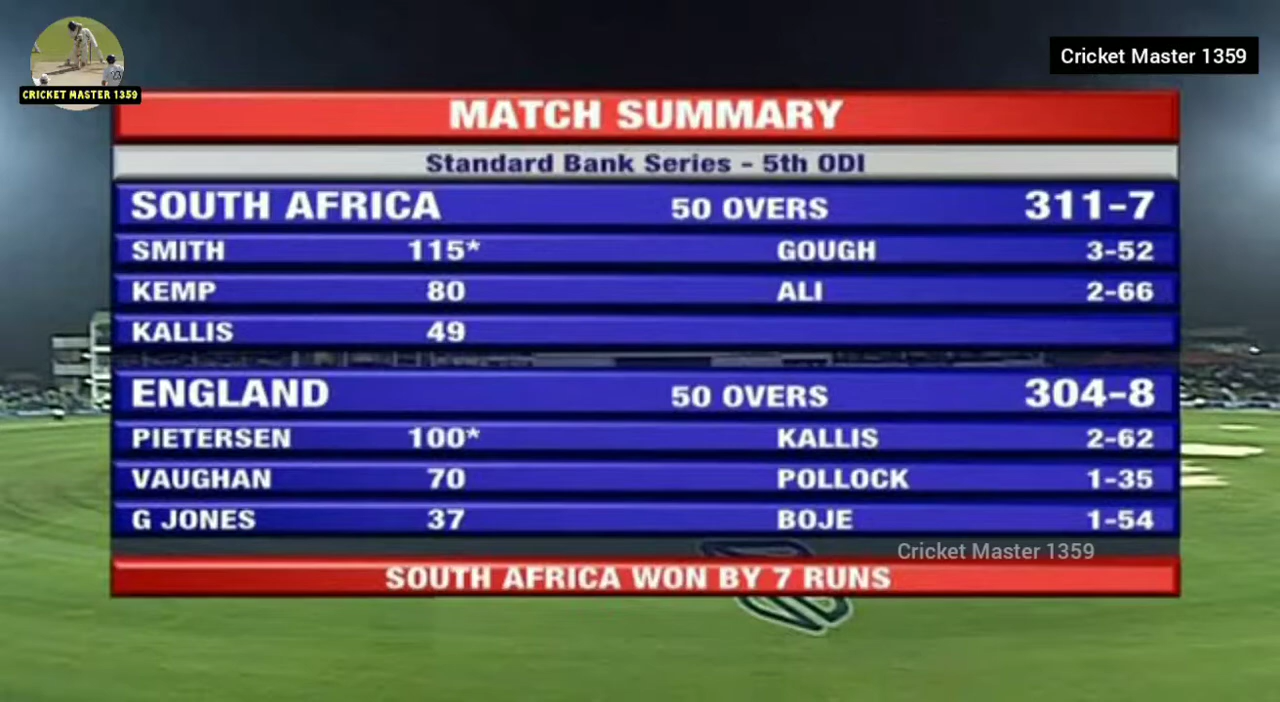 CRICKET MASTER 1359
Cricket Master 1359
MATCH SUMMARY
Standard Bank Series - 5th ODI
SOUTH AFRICA 50 OVERS 311-7
SMITH 115* GOUGH 3-52
KEMP 80 ALI 2-66
KALLIS 49
ENGLAND 50 OVERS 304-8
PIETERSEN 100* KALLIS 2-62
VAUGHAN 70 POLLOCK 1-35
G JONES 37 BOJE 1-54
Cricket Master 1359
SOUTH AFRICA WON BY 7 RUNS